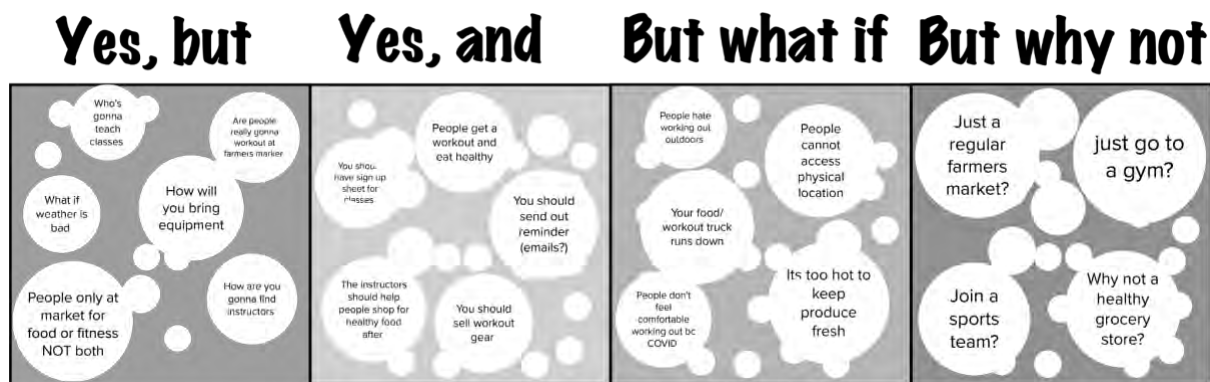 Yes, but
Who's
gonna
teach
classes
Are people
really gonna
workout at
farmers marker
What if
weather is
bad
How will
you bring
equipment
People only at
market for
food or fitness
NOT both
How are you
gonna find
instructors
Yes, and
People get a
workout and
eat healthy
You should
have sign up
sheet for
classes
You should
send out
reminder
(emails?)
The instructors
should help
people shop for
healthy food
after
You should
sell workout
gear
But what if
People hate
working out
outdoors
People
cannot
access
physical
location
Your food/
workout truck
runs down
People don't
feel
comfortable
working out bc
COVID
Its too hot to
keep
produce
fresh
But why not
Just a
regular
farmers
market?
just go to
a gym?
Join a
sports
team?
Why not a
healthy
grocery
store?